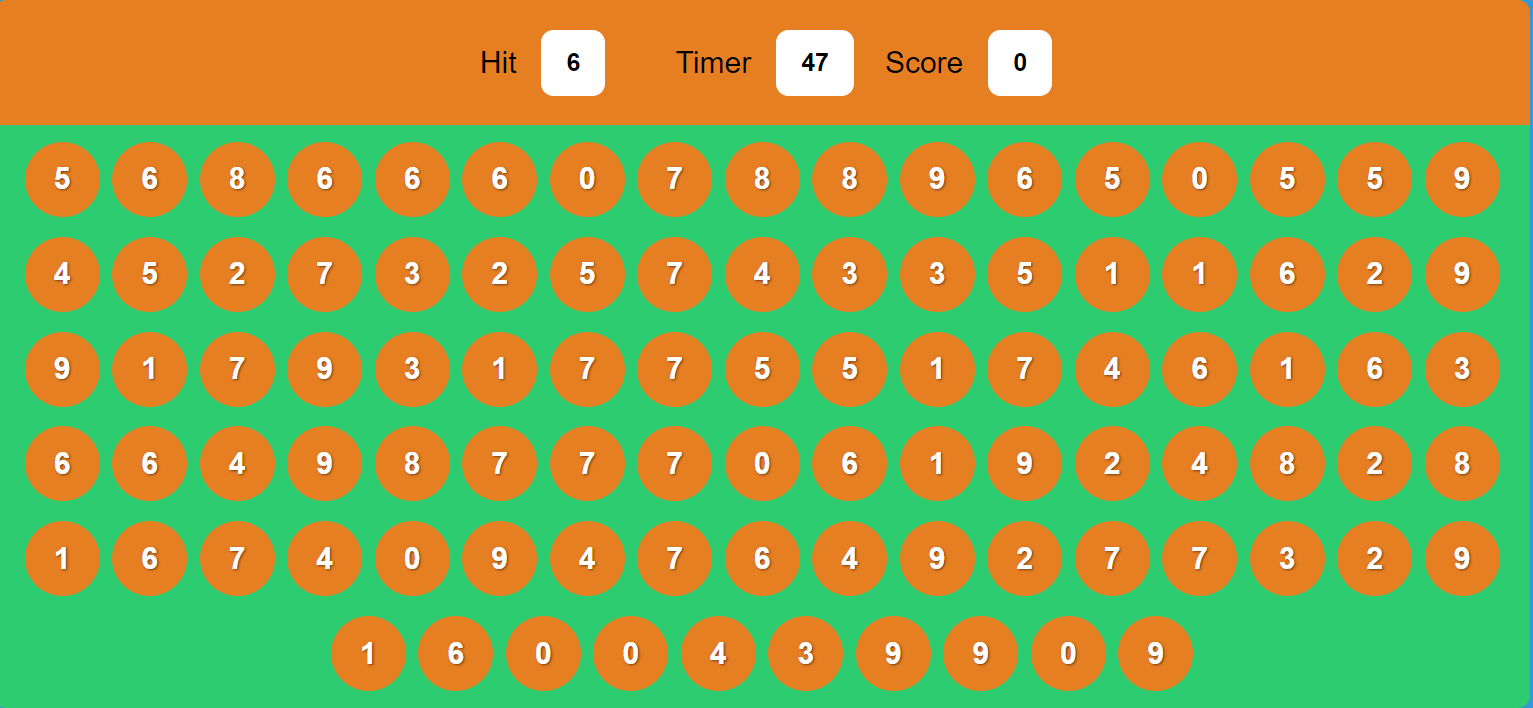 Hit 6 Timer 47 Score 0
5 6 8 6 6 6 0 7 8 8 9 6 5 0 5 5 9
4 5 2 7 3 2 5 7 4 3 3 5 1 1 6 2 9
9 1 7 9 3 1 7 7 5 5 1 7 4 6 1 6 3
6 6 4 9 8 7 7 7 0 6 1 9 2 4 8 2 8
1 6 7 4 0 9 4 7 6 4 9 2 7 7 3 2 9
1 6 0 0 4 3 9 9 0 9